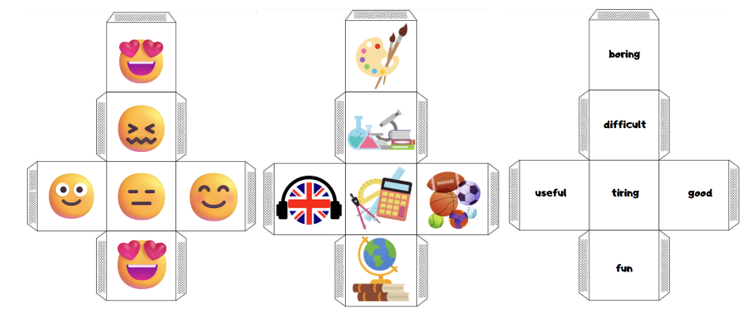 boring
difficult
useful
tiring
good
fun